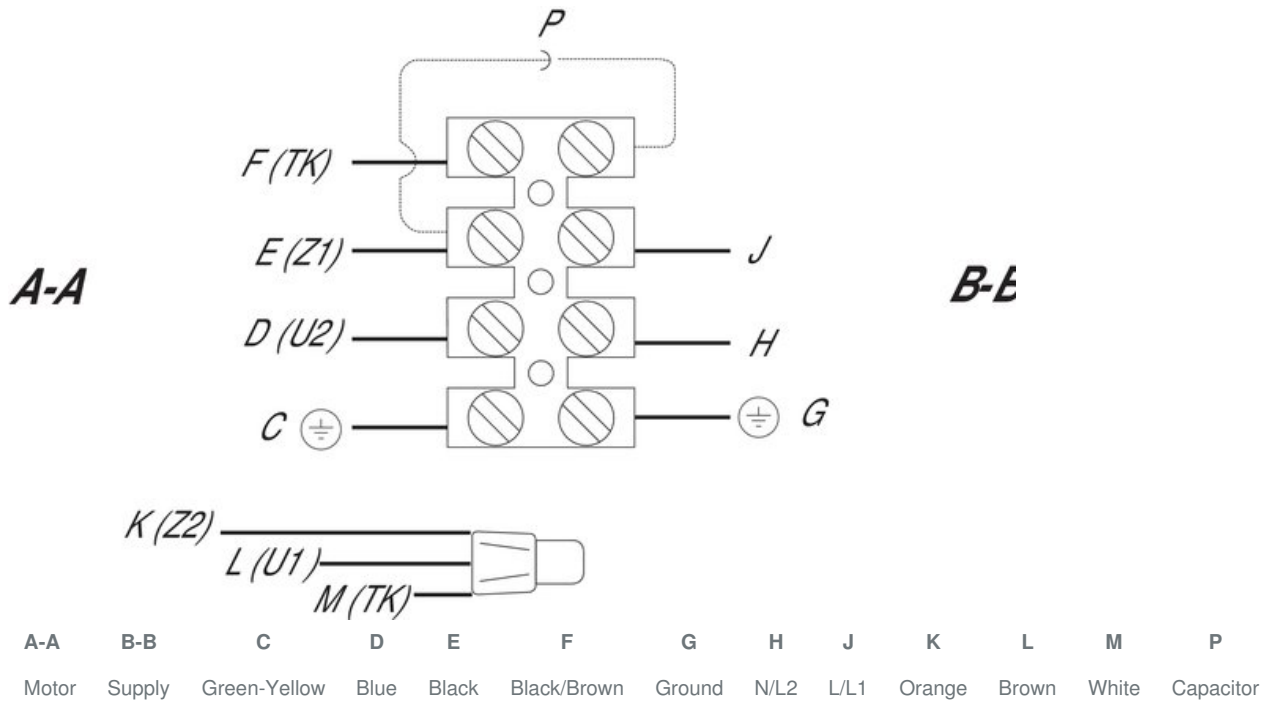 P
F (TK)
E (Z1)
J
A-A
B-B
D (U2)
H
C
G
K (Z2)
L (U1)
M (TK)
A-A B-B C D E F G H J K L M P
Motor Supply Green-Yellow Blue Black Black/Brown Ground N/L2 L/L1 Orange Brown White Capacitor